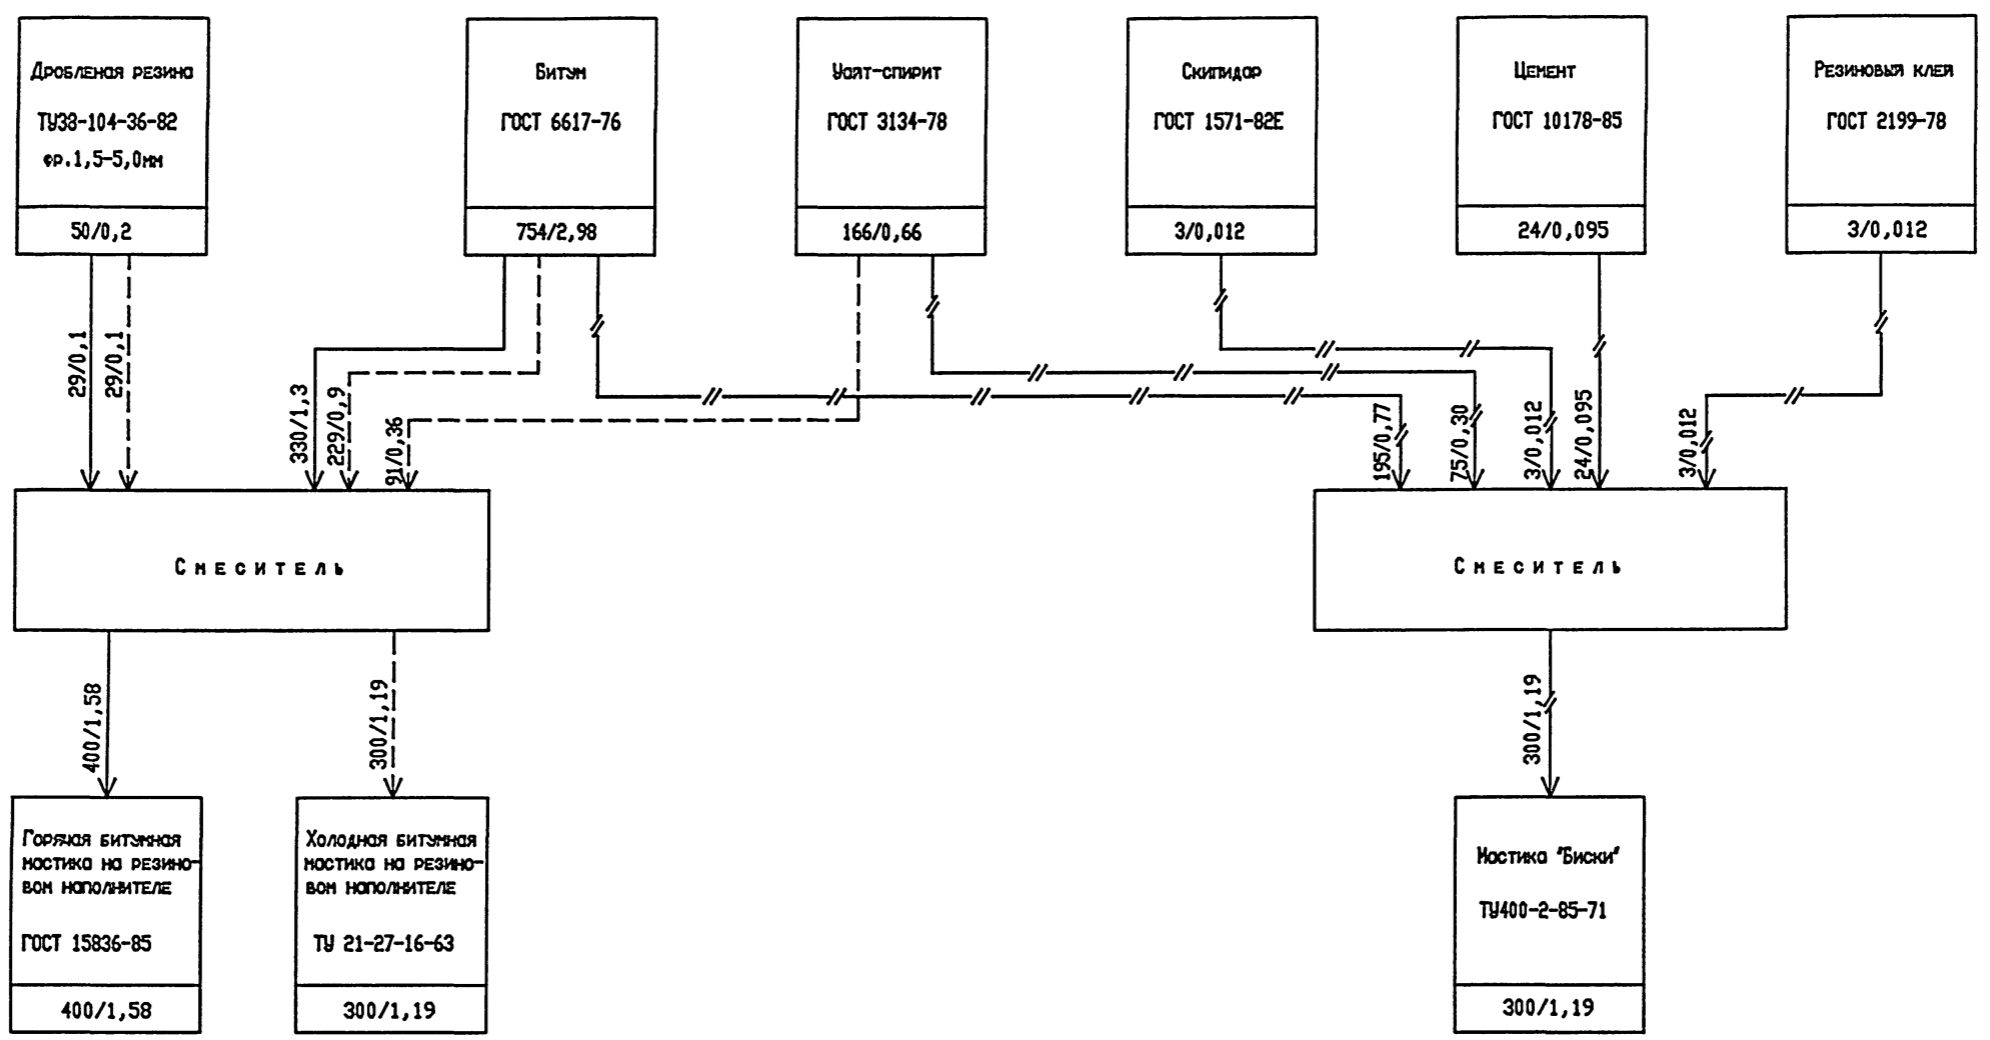 Дробленая резина
ТУ38-104-36-82
фр.1,5-5,0мм
50/0,2
Битум
ГОСТ 6617-76
754/2,98
Уайт-спирит
ГОСТ 3134-78
166/0,66
Скипидар
ГОСТ 1571-82Е
3/0,012
Цемент
ГОСТ 10178-85
24/0,095
Резиновый клей
ГОСТ 2199-78
3/0,012
29/0,1
29/0,1
330/1,3
229/0,9
91/0,36
195/0,77
75/0,30
3/0,012
24/0,095
3/0,012
Смеситель
Смеситель
400/1,58
300/1,19
300/1,19
Горячая битумная
мастика на резино-
вом наполнителе
ГОСТ 15836-85
400/1,58
Холодная битумная
мастика на резино-
вом наполнителе
ТУ 21-27-16-63
300/1,19
Мастика "Биски"
ТУ400-2-85-71
300/1,19